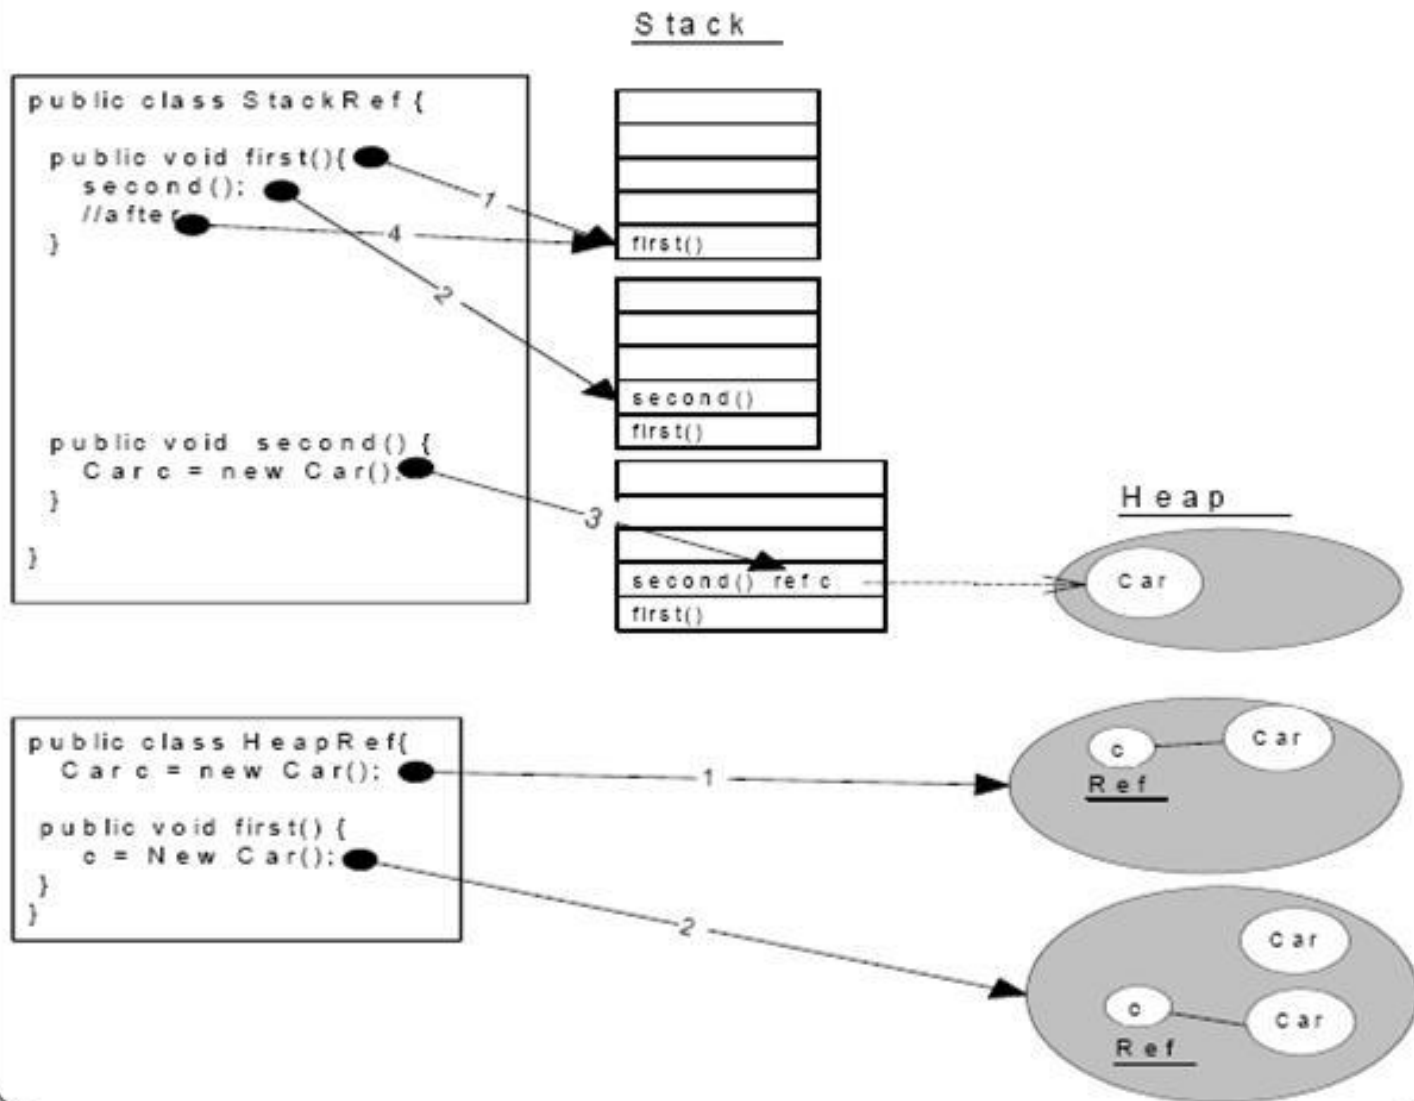 Stack
public class StackRef {
public void first(){
second();
//after
}
public void second() {
Car c = new Car();
}
}
1
4
2
3
first()
second()
first()
second() ref c
first()
Heap
Car
public class HeapRef{
Car c = new Car();
public void first() {
c = New Car();
}
}
1
2
c
Car
Ref
Car
c
Car
Ref